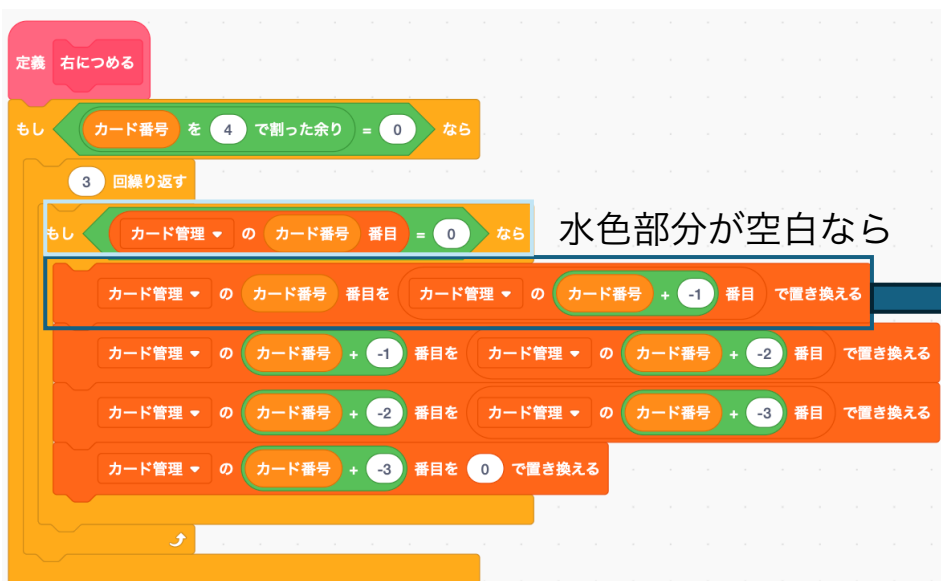 定義 右につめる
もし カード番号 を 4 で割った余り = 0 なら
3 回繰り返す
もし カード管理 の カード番号 番目 = 0 なら
水色部分が空白なら
カード管理 の カード番号 番目を カード管理 の カード番号 + -1 番目 で置き換える
カード管理 の カード番号 + -1 番目を カード管理 の カード番号 + -2 番目 で置き換える
カード管理 の カード番号 + -2 番目を カード管理 の カード番号 + -3 番目 で置き換える
カード管理 の カード番号 + -3 番目を 0 で置き換える